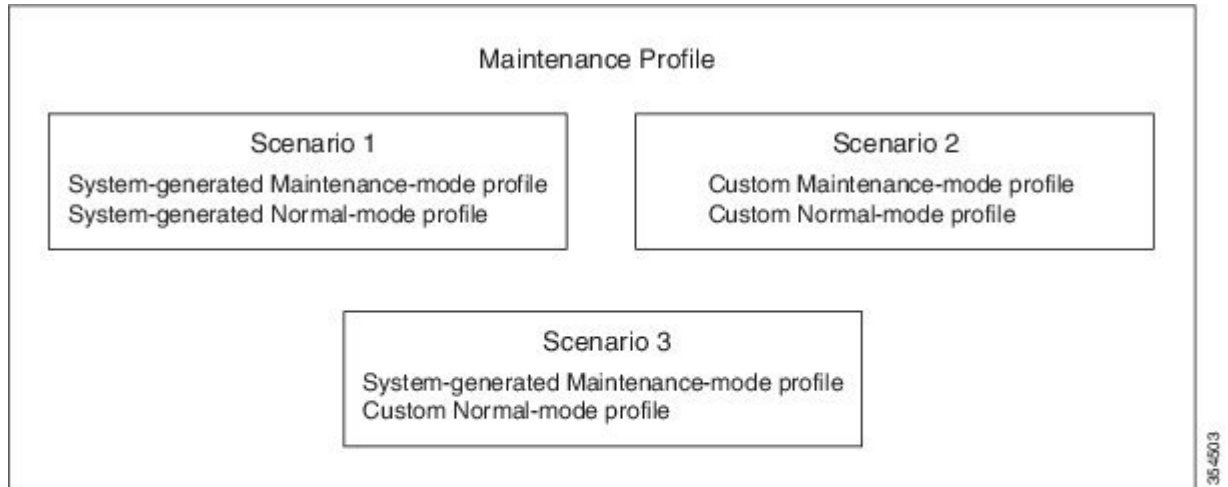 Maintenance Profile
Scenario 1
System-generated Maintenance-mode profile
System-generated Normal-mode profile
Scenario 2
Custom Maintenance-mode profile
Custom Normal-mode profile
Scenario 3
System-generated Maintenance-mode profile
Custom Normal-mode profile
354503